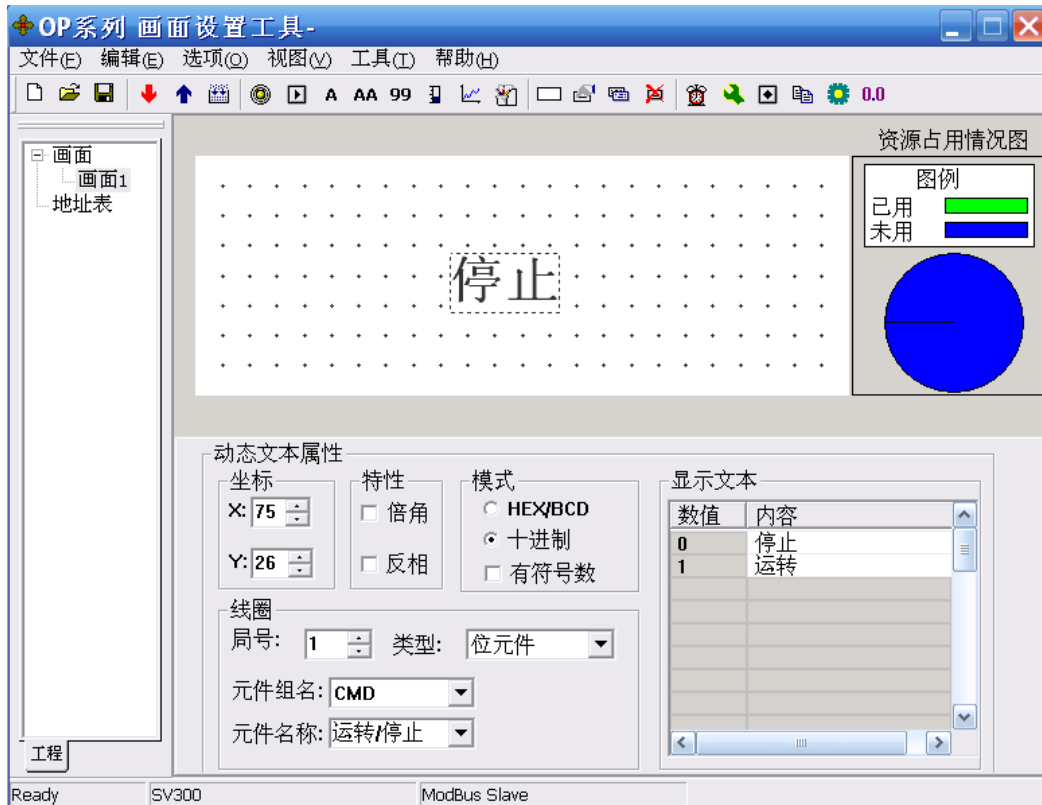 OP系列 画面设置工具-
文件(F) 编辑(E) 选项(O) 视图(V) 工具(T) 帮助(H)
A AA 99 0.0
画面
画面1
地址表
工程
停止
资源占用情况图
图例
已用
未用
动态文本属性
坐标
X: 75
Y: 26
特性
倍角
反相
模式
HEX/BCD
十进制
有符号数
显示文本
数值 内容
0 停止
1 运转
线圈
局号: 1 类型: 位元件
元件组名: CMD
元件名称: 运转/停止
Ready SV300 ModBus Slave